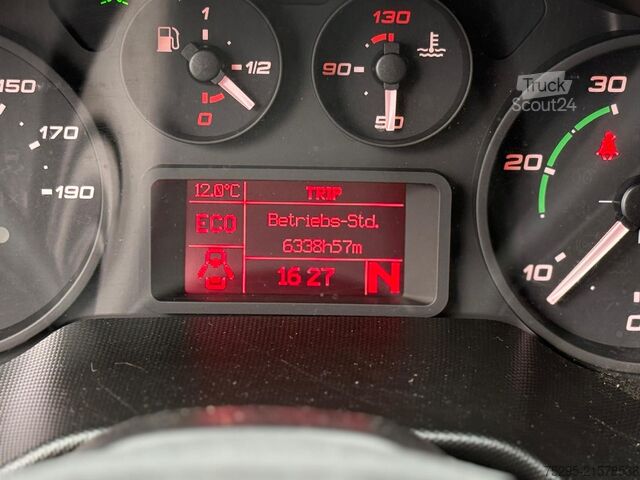 1
1/2
0
130
90
50
150
170
190
30
20
10
0
Truck
Scout24
12.0°C
TRIP
ECO
Betriebs-Std.
6338h57m
16 27
N